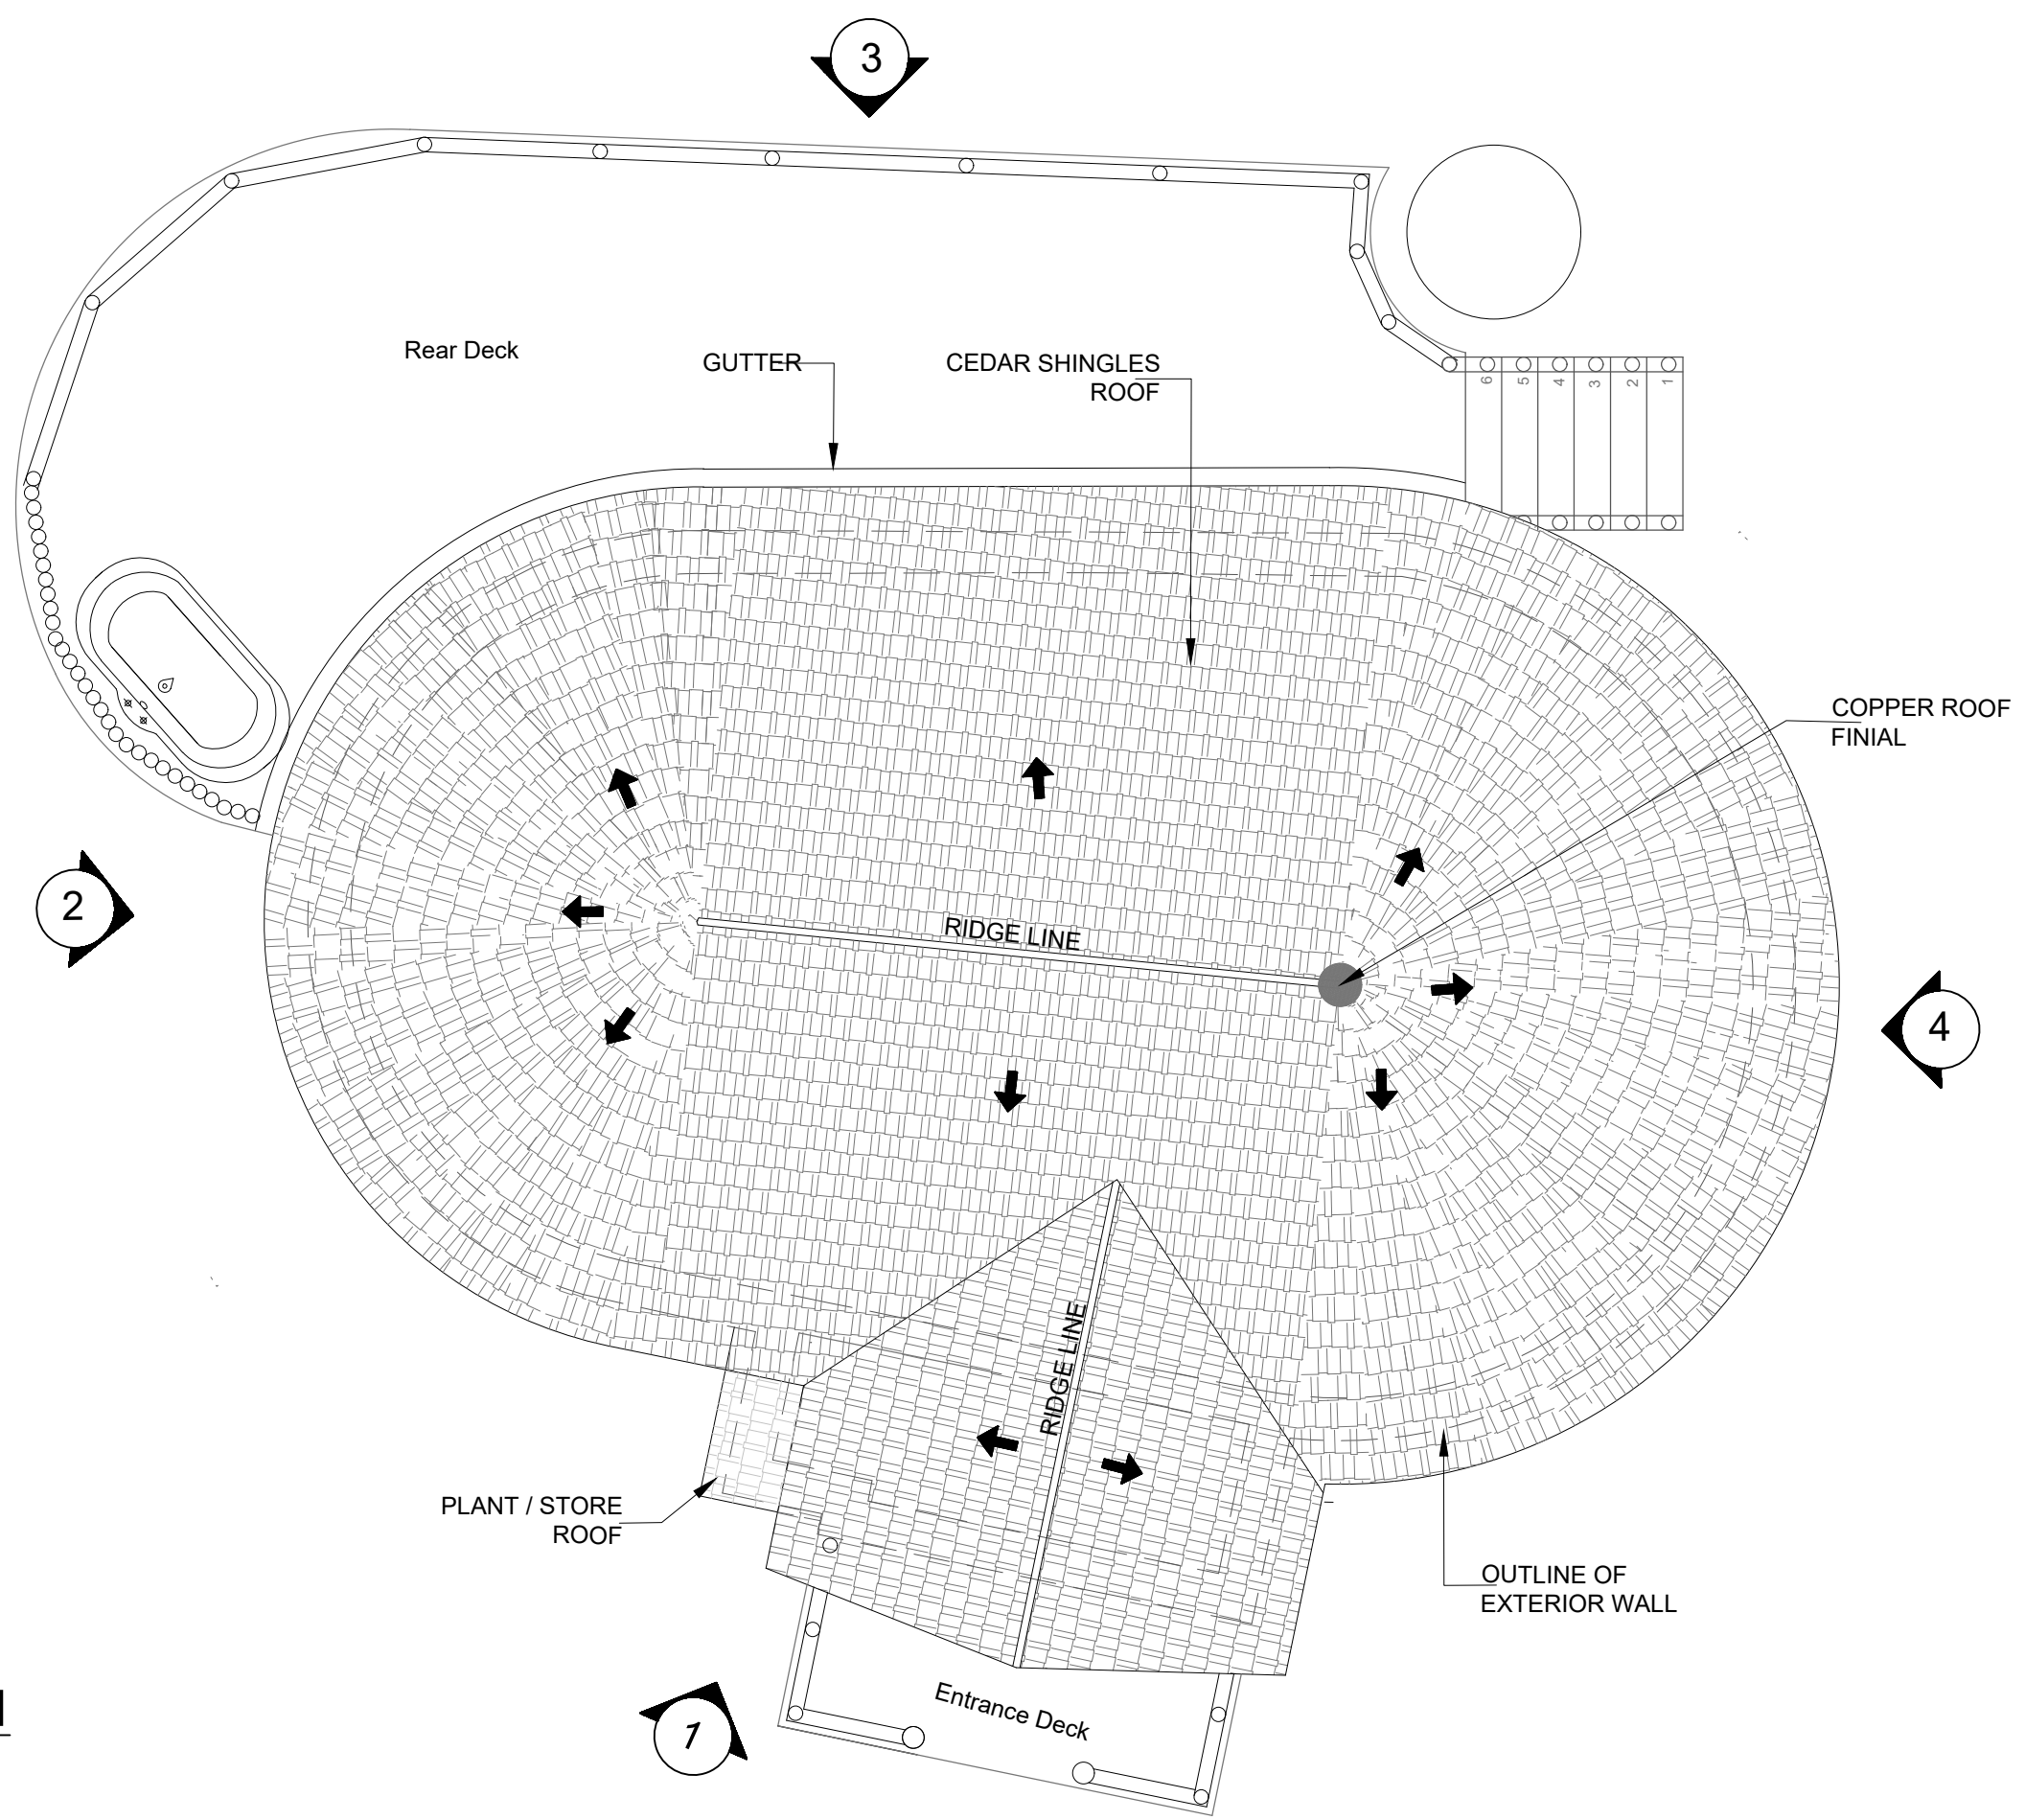 3
Rear Deck
GUTTER
CEDAR SHINGLES
ROOF
6 5 4 3 2 1
COPPER ROOF
FINIAL
2
RIDGE LINE
4
RIDGE LINE
PLANT / STORE
ROOF
OUTLINE OF
EXTERIOR WALL
Entrance Deck
1